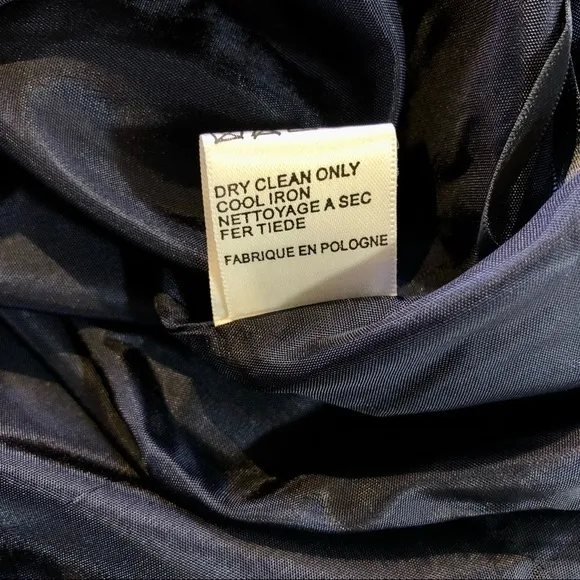 DRY CLEAN ONLY
COOL IRON
NETTOYAGE A SEC
FER TIEDE
FABRIQUE EN POLOGNE